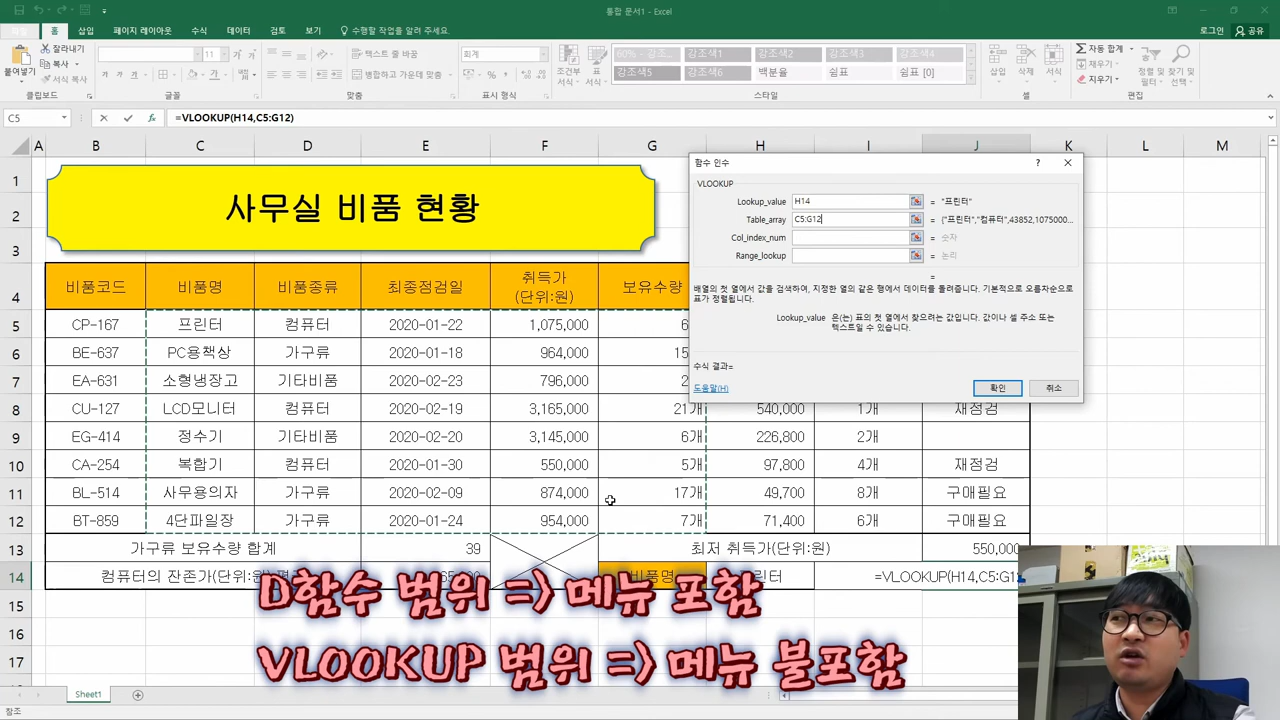 통합 문서1 - Excel
파일 홈 삽입 페이지 레이아웃 수식 데이터 검토 보기 수행할 작업을 알려 주세요. 로그인 공유
잘라내기
복사
서식 복사
붙여넣기
클립보드
11
가 가
글꼴
텍스트 줄 바꿈
병합하고 가운데 맞춤
맞춤
회계
표시 형식
조건부 서식
표 서식
60% - 강조... 강조색1 강조색2 강조색3 강조색4
강조색5 강조색6 백분율 쉼표 쉼표 [0]
스타일
삽입 삭제 서식
셀
자동 합계
채우기
지우기
정렬 및 필터
찾기 및 선택
편집
C5 =VLOOKUP(H14,C5:G12)
A B C D E F G H I J K L M
1
2 사무실 비품 현황
3
4 비품코드 비품명 비품종류 최종점검일 취득가 (단위:원) 보유수량
5 CP-167 프린터 컴퓨터 2020-01-22 1,075,000 6
6 BE-637 PC용책상 가구류 2020-01-18 964,000 15
7 EA-631 소형냉장고 기타비품 2020-02-23 796,000 2
8 CU-127 LCD모니터 컴퓨터 2020-02-19 3,165,000 21개 540,000 1개 재점검
9 EG-414 정수기 기타비품 2020-02-20 3,145,000 6개 226,800 2개
10 CA-254 복합기 컴퓨터 2020-01-30 550,000 5개 97,800 4개 재점검
11 BL-514 사무용의자 가구류 2020-02-09 874,000 17개 49,700 8개 구매필요
12 BT-859 4단파일장 가구류 2020-01-24 954,000 7개 71,400 6개 구매필요
13 가구류 보유수량 합계 39 최저 취득가(단위:원) 550,000
14 컴퓨터의 잔존가(단위:원) 비품명 린터 =VLOOKUP(H14,C5:G1
15
16
17
함수 인수
? ×
VLOOKUP
Lookup_value H14 = "프린터"
Table_array C5:G12 = {"프린터","컴퓨터",43852,1075000...
Col_index_num = 숫자
Range_lookup = 논리
=
배열의 첫 열에서 값을 검색하여, 지정한 열의 같은 행에서 데이터를 돌려줍니다. 기본적으로 오름차순으로
표가 정렬됩니다.
Lookup_value 은(는) 표의 첫 열에서 찾으려는 값입니다. 값이나 셀 주소 또는
텍스트일 수 있습니다.
수식 결과=
도움말(H) 확인 취소
D함수 범위 => 메뉴 포함
VLOOKUP 범위 => 메뉴 불포함
Sheet1
참조